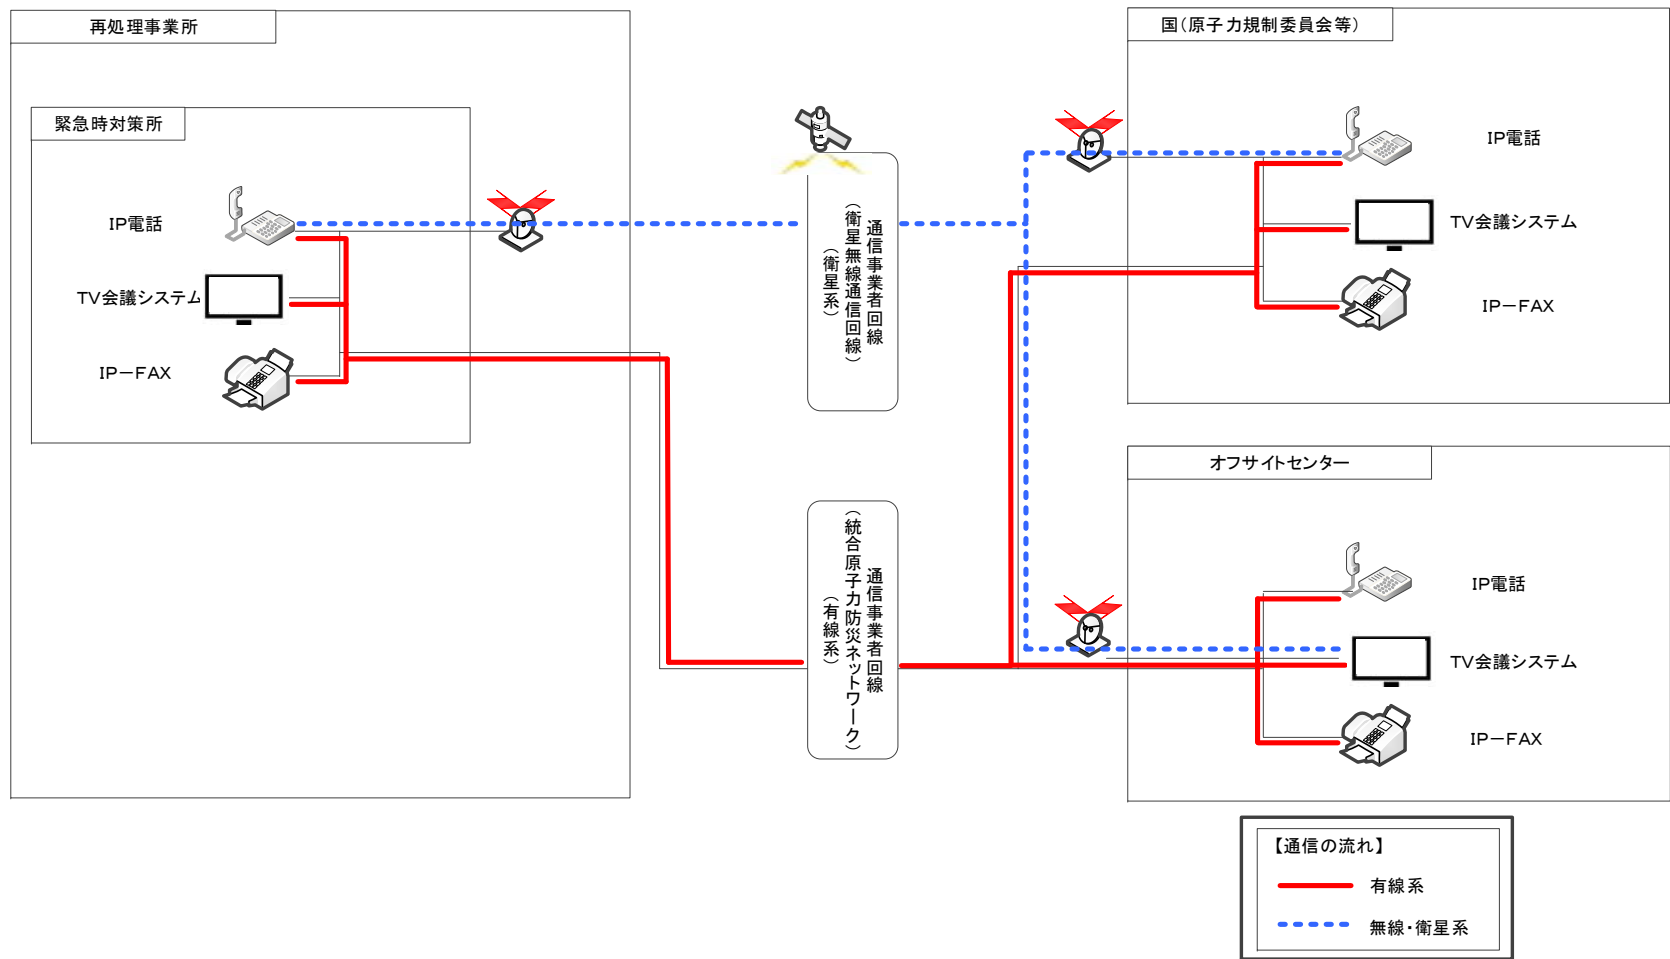 再処理事業所
緊急時対策所
IP電話
TV会議システム
IP－FAX
通信事業者回線
（衛星無線通信回線）
（衛星系）
通信事業者回線
（統合原子力防災ネットワーク）
（有線系）
国（原子力規制委員会等）
IP電話
TV会議システム
IP－FAX
オフサイトセンター
IP電話
TV会議システム
IP－FAX
【通信の流れ】
有線系
無線・衛星系